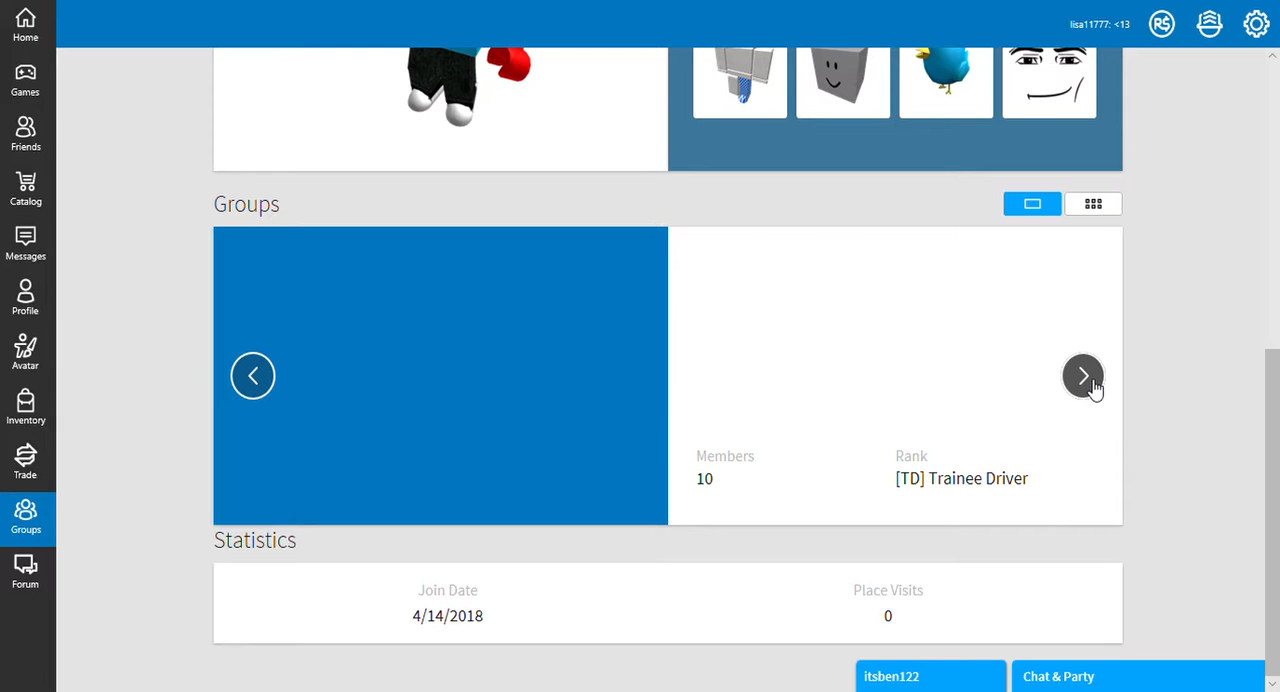 lisa11777: <13
R$
Home
Games
Friends
Catalog
Messages
Profile
Avatar
Inventory
Trade
Groups
Forum
Groups
Members
10
Rank
[TD] Trainee Driver
Statistics
Join Date
4/14/2018
Place Visits
0
itsben122
Chat & Party